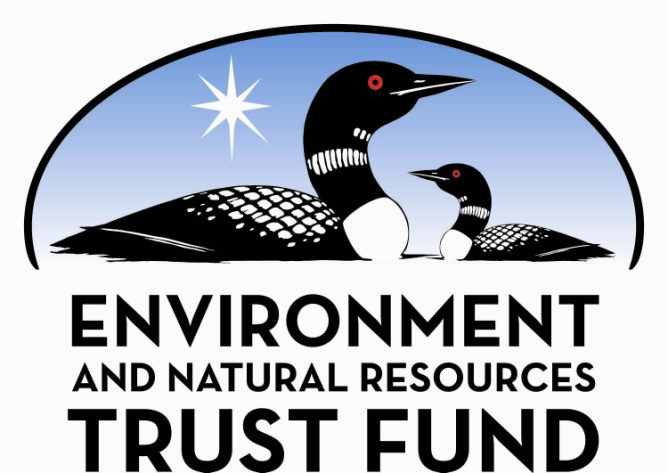 ENVIRONMENT
AND NATURAL RESOURCES
TRUST FUND